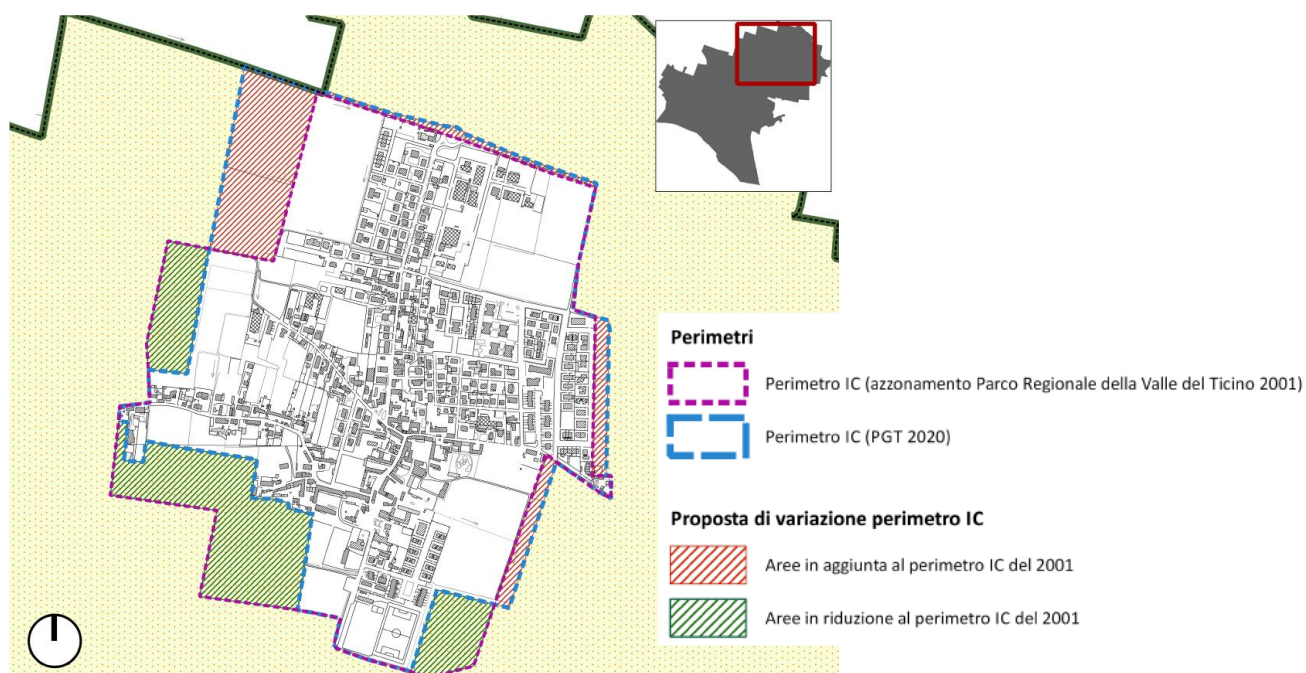 Perimetri
Perimetro IC (azzonamento Parco Regionale della Valle del Ticino 2001)
Perimetro IC (PGT 2020)
Proposta di variazione perimetro IC
Aree in aggiunta al perimetro IC del 2001
Aree in riduzione al perimetro IC del 2001